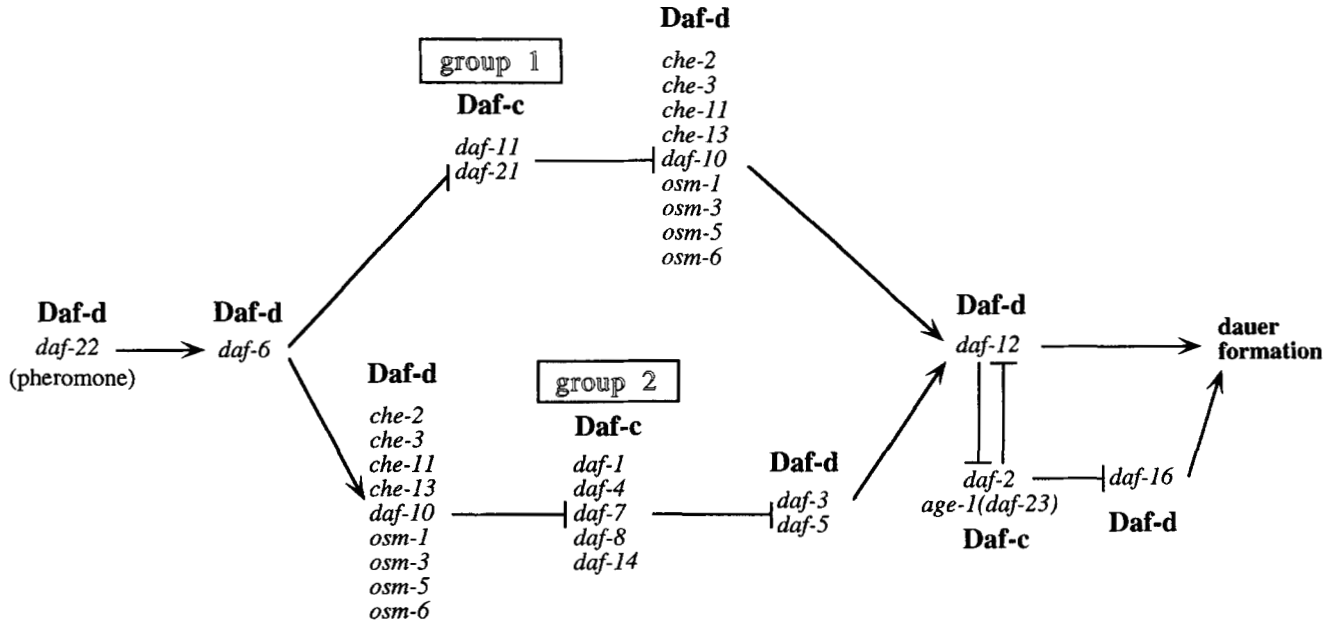 Daf-d
che-2
che-3
che-11
che-13
daf-10
osm-1
osm-3
osm-5
osm-6
group 1
Daf-c
daf-11
daf-21
Daf-d
daf-22
(pheromone)
Daf-d
daf-6
Daf-d
che-2
che-3
che-11
che-13
daf-10
osm-1
osm-3
osm-5
osm-6
group 2
Daf-c
daf-1
daf-4
daf-7
daf-8
daf-14
Daf-d
daf-3
daf-5
Daf-d
daf-12
daf-2
age-1(daf-23)
Daf-c
daf-16
Daf-d
dauer
formation